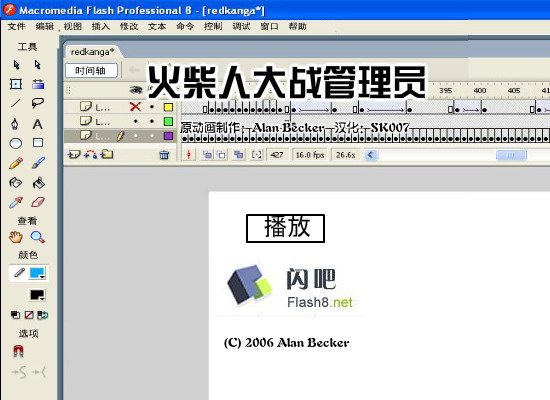 Macromedia Flash Professional 8 - [redkanga*]
文件 编辑 视图 插入 修改 文本 命令 控制 调试 窗口 帮助
工具
redkanga*
时间轴
火柴人大战管理员
395 400 405 41
L...
L...
L...
原动画制作：Alan Becker 汉化：SK007
427 16.0 fps 26.6s
查看
颜色
选项
播放
闪吧
Flash8.net
(C) 2006 Alan Becker